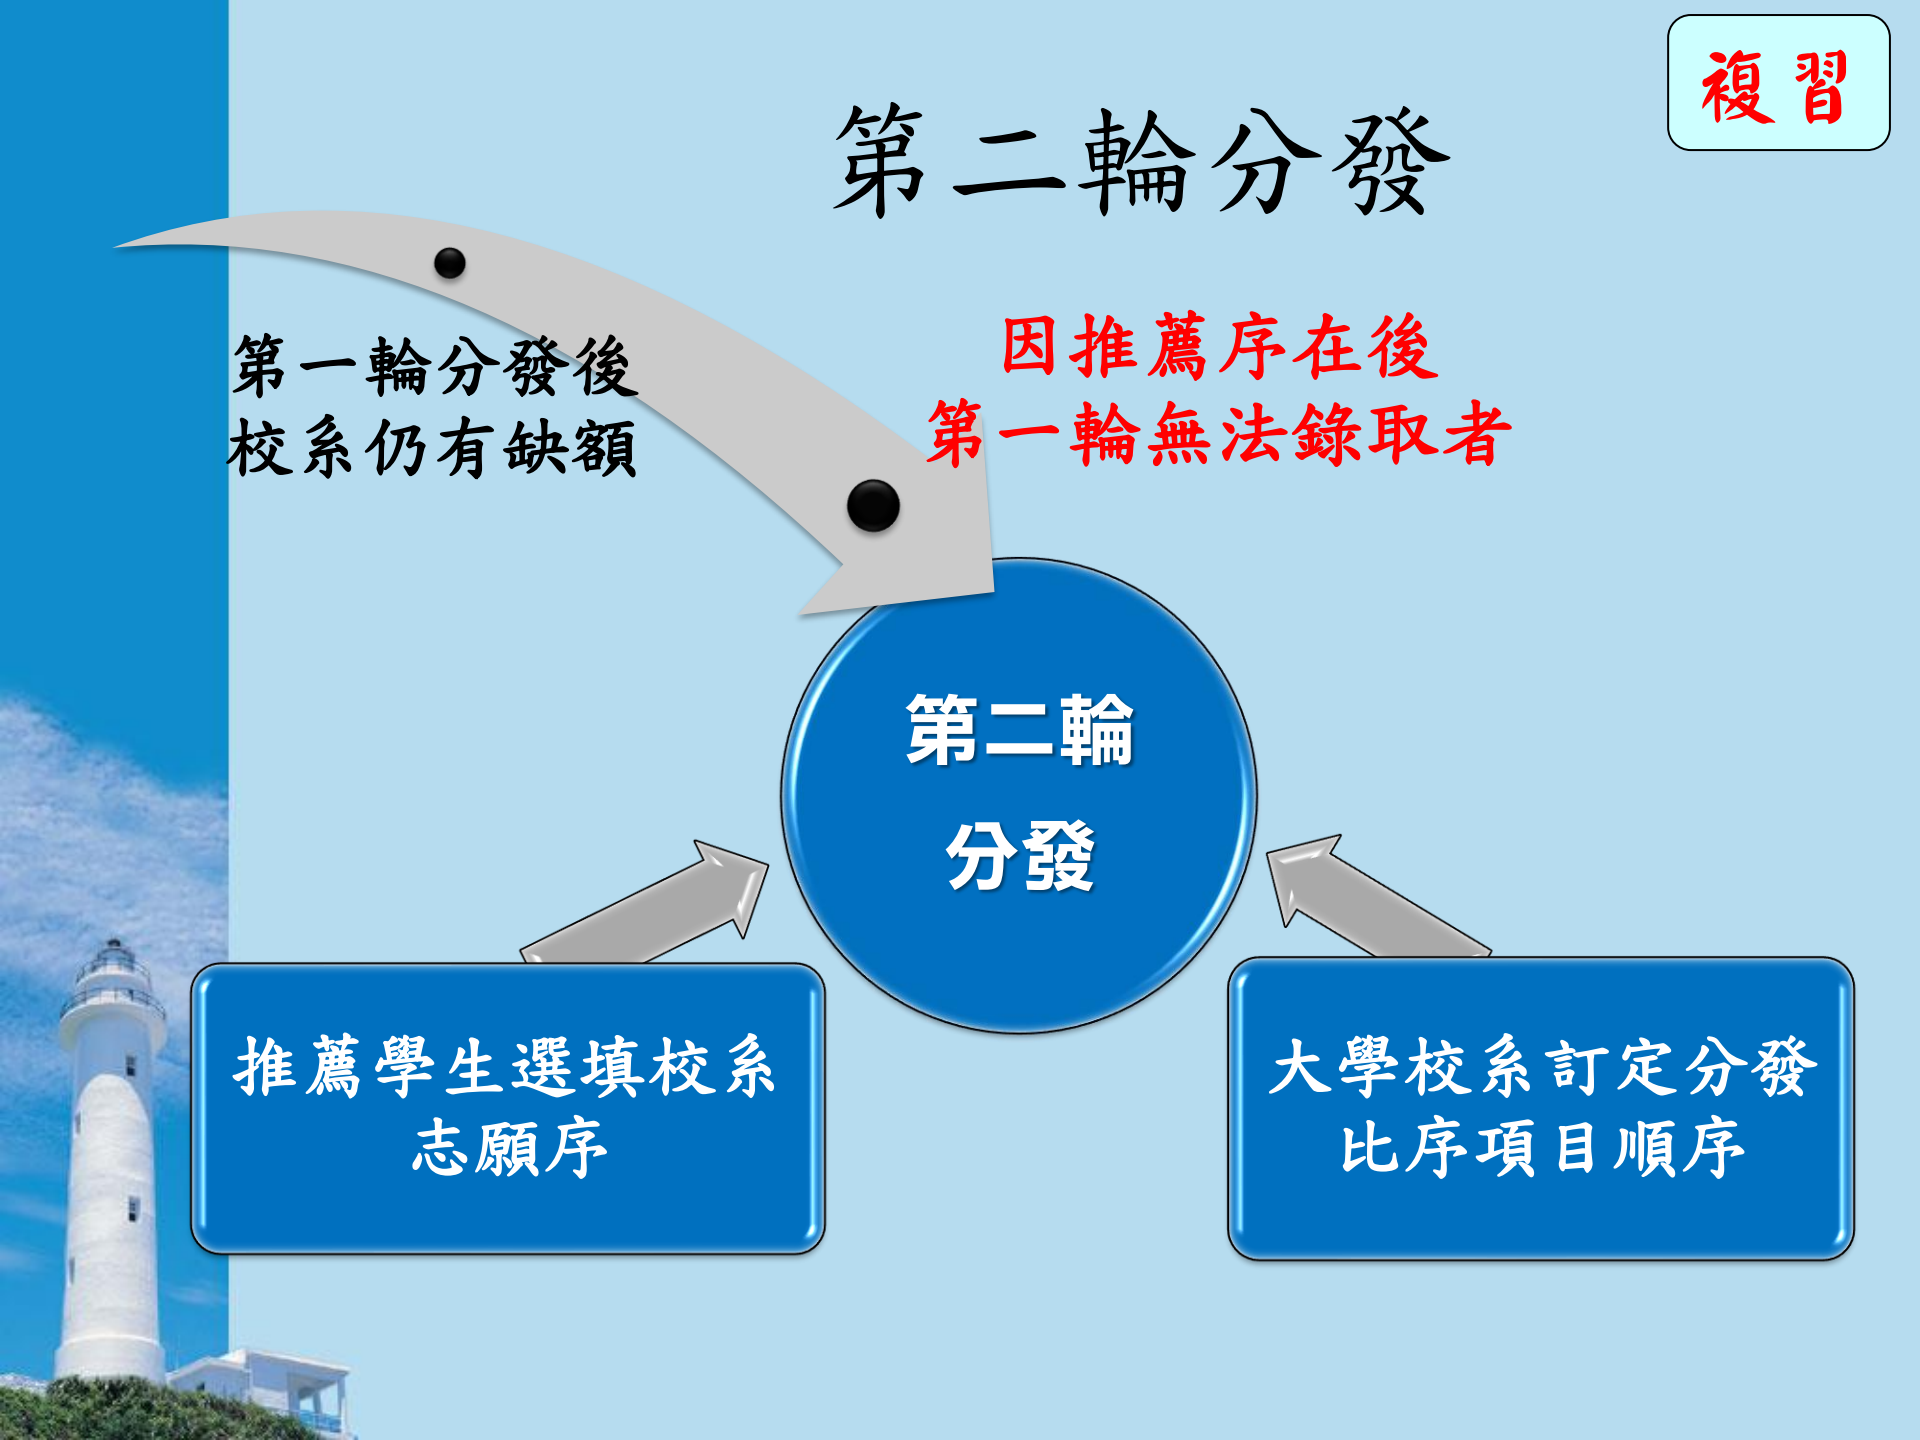 複習
第二輪分發
第一輪分發後
校系仍有缺額
因推薦序在後
第一輪無法錄取者
第二輪
分發
推薦學生選填校系
志願序
大學校系訂定分發
比序項目順序